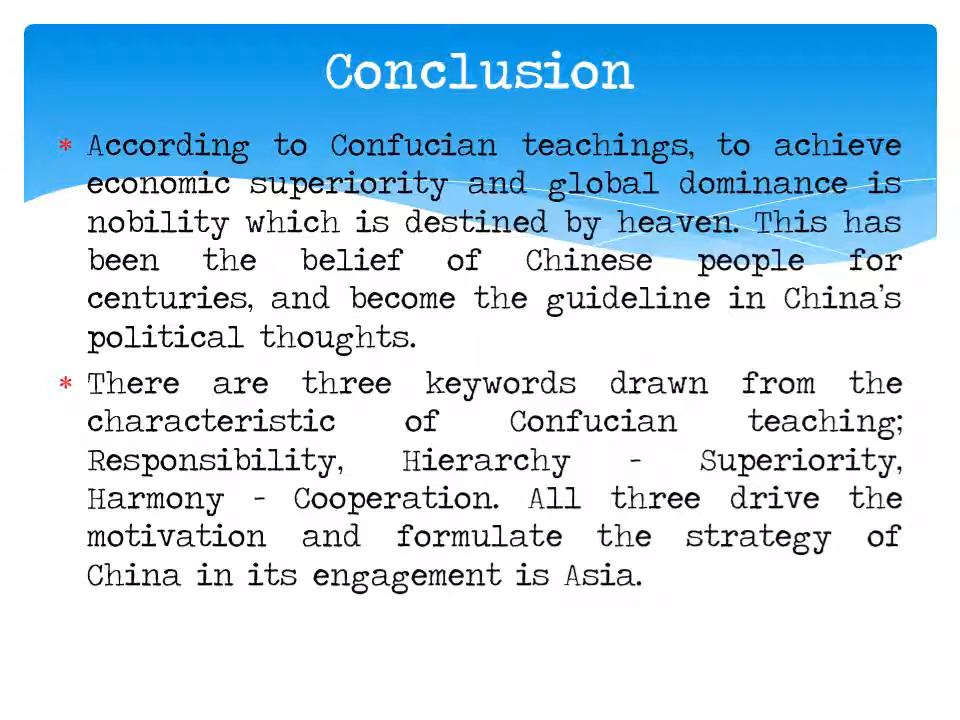 Conclusion
* According to Confucian teachings, to achieve
economic superiority and global dominance is
nobility which is destined by heaven. This has
been the belief of Chinese people for
centuries, and become the guideline in China's
political thoughts.
* There are three keywords drawn from the
characteristic of Confucian teaching;
Responsibility, Hierarchy - Superiority,
Harmony - Cooperation. All three drive the
motivation and formulate the strategy of
China in its engagement is Asia.